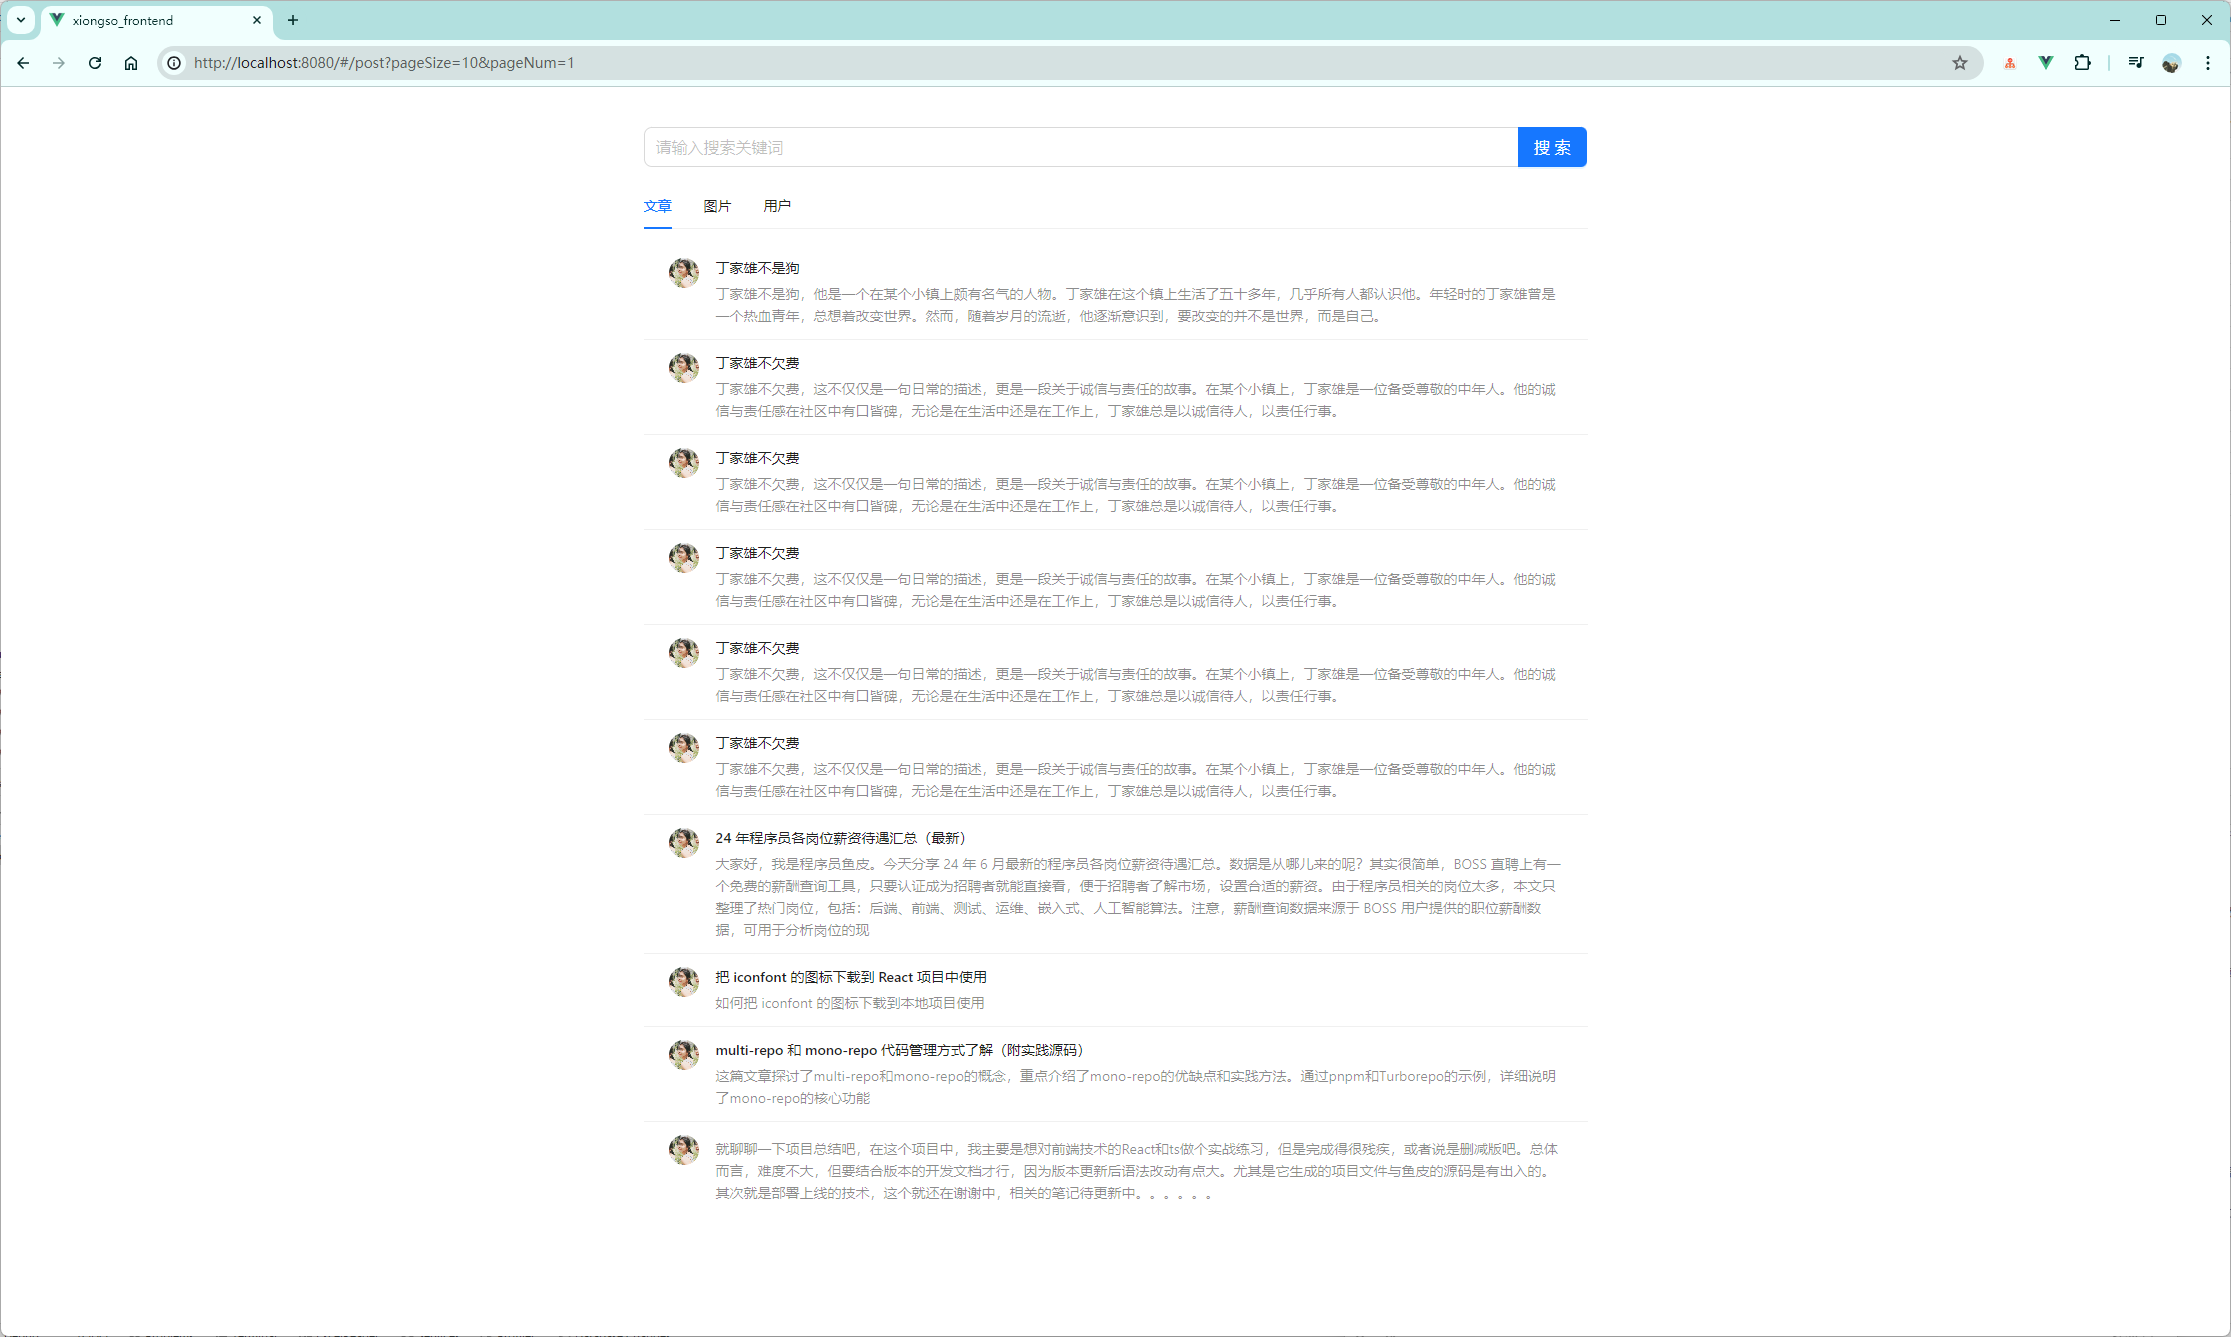 xiongso_frontend
http://localhost:8080/#/post?pageSize=10&pageNum=1
请输入搜索关键词
搜 索
文章 图片 用户
丁家雄不是狗
丁家雄不是狗，他是一个在某个小镇上颇有名气的人物。丁家雄在这个镇上生活了五十多年，几乎所有人都认识他。年轻时的丁家雄曾是
一个热血青年，总想着改变世界。然而，随着岁月的流逝，他逐渐意识到，要改变的并不是世界，而是自己。
丁家雄不欠费
丁家雄不欠费，这不仅仅是一句日常的描述，更是一段关于诚信与责任的故事。在某个小镇上，丁家雄是一位备受尊敬的中年人。他的诚
信与责任感在社区中有口皆碑，无论是在生活中还是在工作上，丁家雄总是以诚信待人，以责任行事。
丁家雄不欠费
丁家雄不欠费，这不仅仅是一句日常的描述，更是一段关于诚信与责任的故事。在某个小镇上，丁家雄是一位备受尊敬的中年人。他的诚
信与责任感在社区中有口皆碑，无论是在生活中还是在工作上，丁家雄总是以诚信待人，以责任行事。
丁家雄不欠费
丁家雄不欠费，这不仅仅是一句日常的描述，更是一段关于诚信与责任的故事。在某个小镇上，丁家雄是一位备受尊敬的中年人。他的诚
信与责任感在社区中有口皆碑，无论是在生活中还是在工作上，丁家雄总是以诚信待人，以责任行事。
丁家雄不欠费
丁家雄不欠费，这不仅仅是一句日常的描述，更是一段关于诚信与责任的故事。在某个小镇上，丁家雄是一位备受尊敬的中年人。他的诚
信与责任感在社区中有口皆碑，无论是在生活中还是在工作上，丁家雄总是以诚信待人，以责任行事。
丁家雄不欠费
丁家雄不欠费，这不仅仅是一句日常的描述，更是一段关于诚信与责任的故事。在某个小镇上，丁家雄是一位备受尊敬的中年人。他的诚
信与责任感在社区中有口皆碑，无论是在生活中还是在工作上，丁家雄总是以诚信待人，以责任行事。
24 年程序员各岗位薪资待遇汇总（最新）
大家好，我是程序员鱼皮。今天分享 24 年 6 月最新的程序员各岗位薪资待遇汇总。数据是从哪儿来的呢？其实很简单，BOSS 直聘上有一
个免费的薪酬查询工具，只要认证成为招聘者就能直接看，便于招聘者了解市场，设置合适的薪资。由于程序员相关的岗位太多，本文只
整理了热门岗位，包括：后端、前端、测试、运维、嵌入式、人工智能算法。注意，薪酬查询数据来源于 BOSS 用户提供的职位薪酬数
据，可用于分析岗位的现
把 iconfont 的图标下载到 React 项目中使用
如何把 iconfont 的图标下载到本地项目使用
multi-repo 和 mono-repo 代码管理方式了解（附实践源码）
这篇文章探讨了multi-repo和mono-repo的概念，重点介绍了mono-repo的优缺点和实践方法。通过pnpm和Turborepo的示例，详细说明
了mono-repo的核心功能
就聊聊一下项目总结吧，在这个项目中，我主要是想对前端技术的React和ts做个实战练习，但是完成得很残疾，或者说是删减版吧。总体
而言，难度不大，但要结合版本的开发文档才行，因为版本更新后语法改动有点大。尤其是它生成的项目文件与鱼皮的源码是有出入的。
其次就是部署上线的技术，这个就还在谢谢中，相关的笔记待更新中。。。。。。